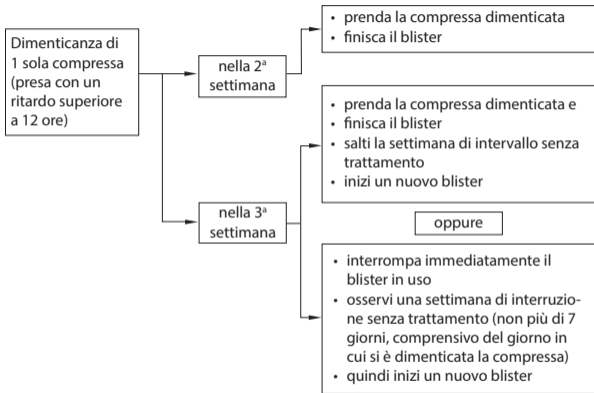 Dimenticanza di
1 sola compressa
(presa con un
ritardo superiore
a 12 ore)
nella 2ª
settimana
• prenda la compressa dimenticata
• finisca il blister
nella 3ª
settimana
• prenda la compressa dimenticata e
• finisca il blister
• salti la settimana di intervallo senza
trattamento
• inizi un nuovo blister
oppure
• interrompa immediatamente il
blister in uso
• osservi una settimana di interruzio-
ne senza trattamento (non più di 7
giorni, comprensivo del giorno in
cui si è dimenticata la compressa)
• quindi inizi un nuovo blister